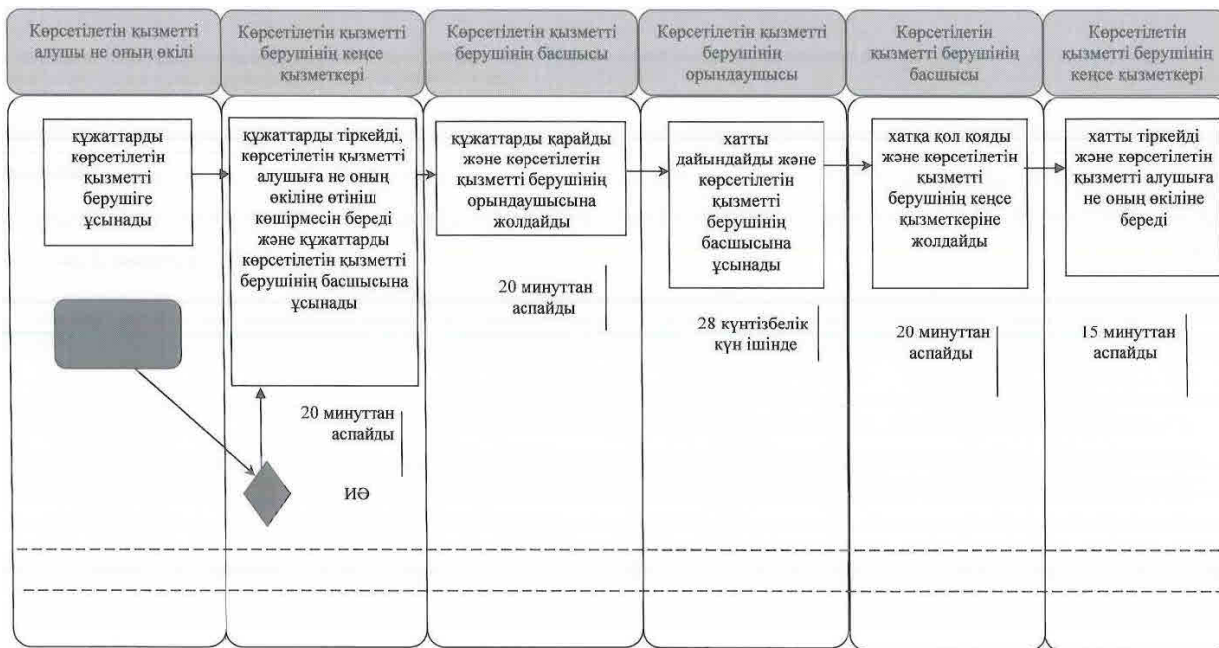 Көрсетілетін қызметті
алушы не оның өкілі
Көрсетілетін қызметті
берушінің кеңсе
қызметкері
Көрсетілетін қызметті
берушінің басшысы
Көрсетілетін қызметті
берушінің
орындаушысы
Көрсетілетін
қызметті берушінің
басшысы
Көрсетілетін
қызметті берушінің
кеңсе қызметкері
құжаттарды
көрсетілетін
қызметті
берушіге
ұсынады
құжаттарды тіркейді,
көрсетілетін қызметті
алушыға не оның
өкіліне өтініш
көшірмесін береді
және құжаттарды
көрсетілетін қызметті
берушінің басшысына
ұсынады
20 минуттан
аспайды
ИӘ
құжаттарды қарайды
және көрсетілетін
қызметті берушінің
орындаушысына
жолдайды
20 минуттан
аспайды
хатты
дайындайды және
көрсетілетін
қызметті
берушінің
басшысына
ұсынады
28 күнтізбелік
күн ішінде
хатқа қол қояды
және көрсетілетін
қызметті
берушінің кеңсе
қызметкеріне
жолдайды
20 минуттан
аспайды
хатты тіркейді
және көрсетілетін
қызметті алушыға
не оның өкіліне
береді
15 минуттан
аспайды